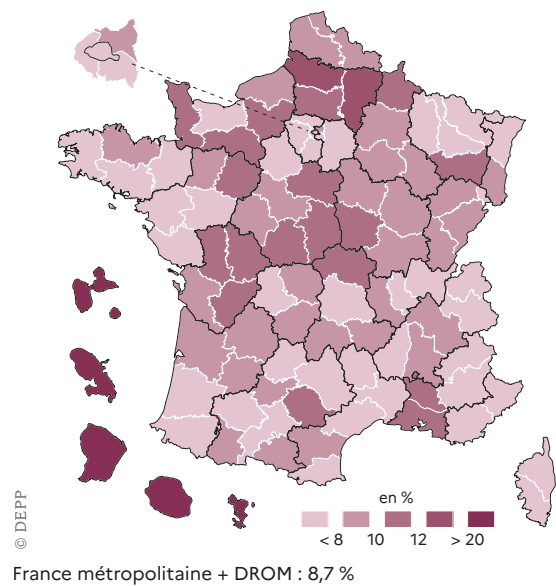 en %
< 8 10 12 > 20
© DEPP
France métropolitaine + DROM : 8,7 %